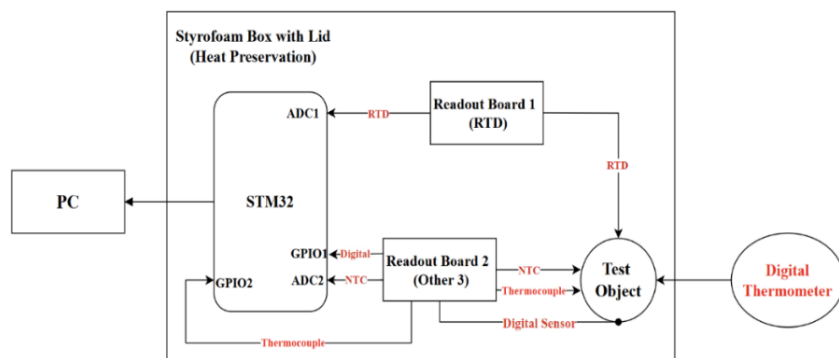 Styrofoam Box with Lid
(Heat Preservation)
ADC1
RTD
Readout Board 1
(RTD)
RTD
PC
STM32
GPIO1
Digital
Readout Board 2
(Other 3)
NTC
Test
Object
Digital
Thermometer
GPIO2
ADC2
NTC
Thermocouple
Digital Sensor
Thermocouple